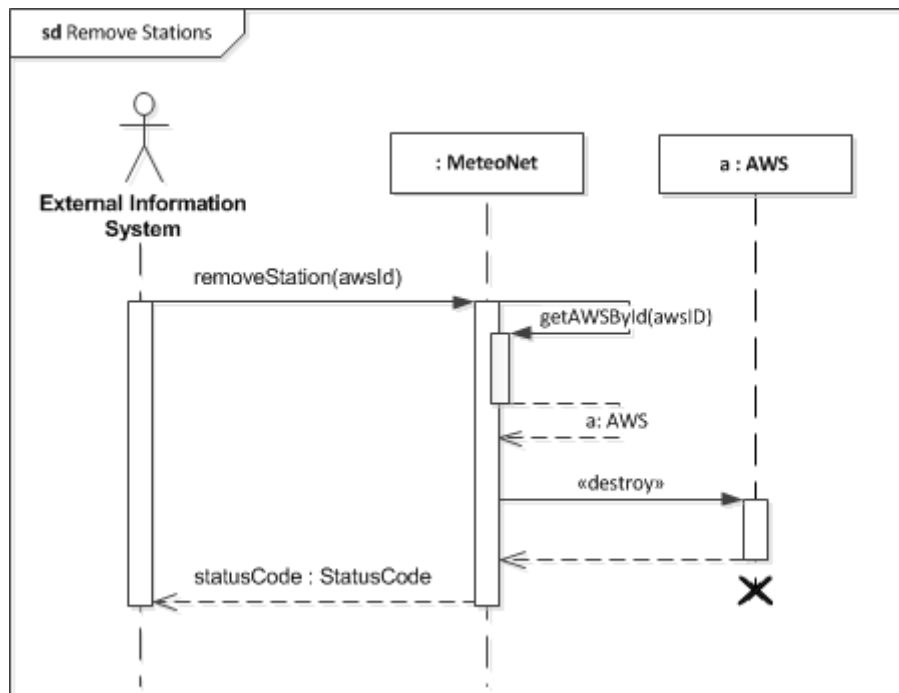 sd Remove Stations
: MeteoNet
a : AWS
External Information
System
removeStation(awsId)
getAWSById(awsID)
a: AWS
«destroy»
statusCode : StatusCode